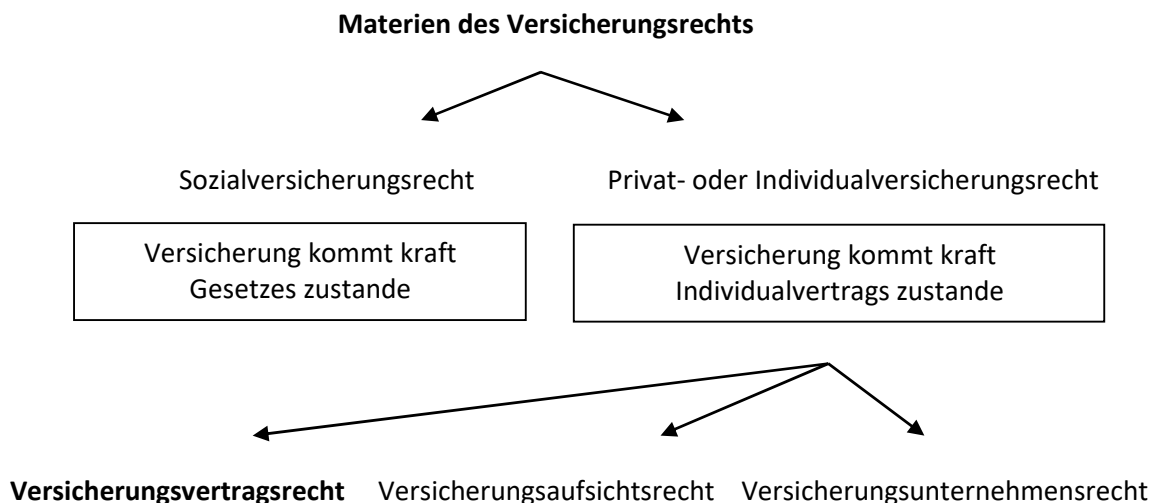 Materien des Versicherungsrechts
Sozialversicherungsrecht
Privat- oder Individualversicherungsrecht
Versicherung kommt kraft
Gesetzes zustande
Versicherung kommt kraft
Individualvertrags zustande
Versicherungsvertragsrecht
Versicherungsaufsichtsrecht
Versicherungsunternehmensrecht